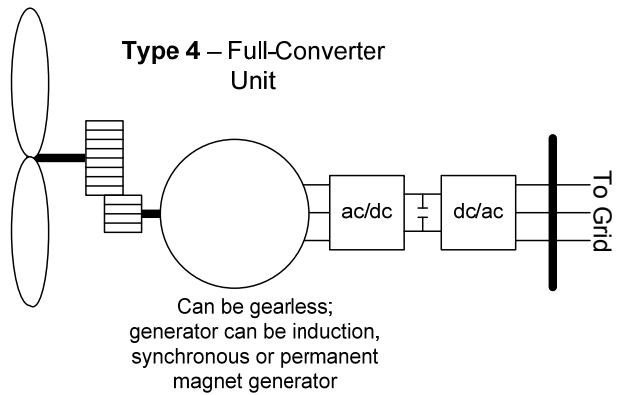 Type 4 – Full-Converter
Unit
ac/dc
dc/ac
To Grid
Can be gearless;
generator can be induction,
synchronous or permanent
magnet generator